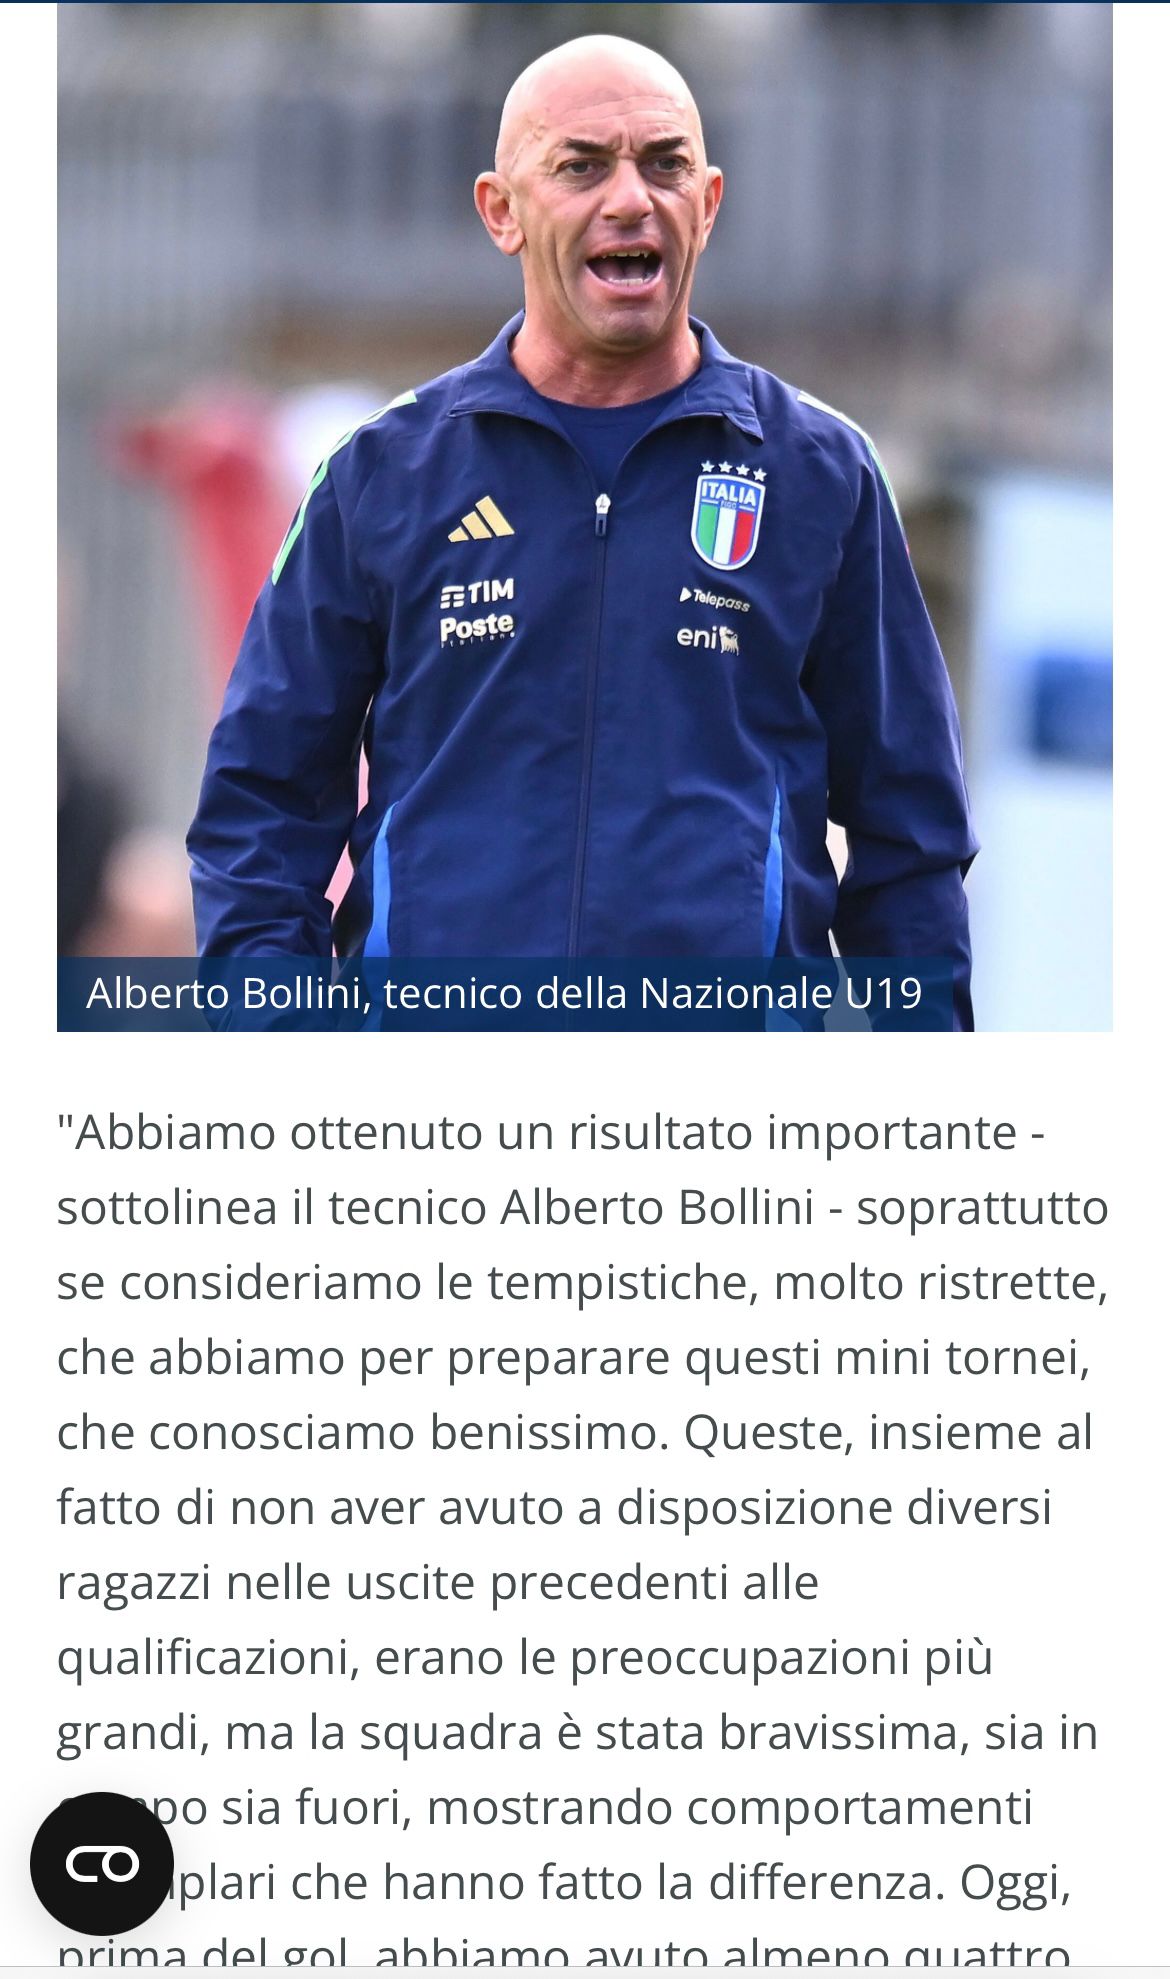 ITALIA
FIGC
TIM
Poste
italiane
Telepass
eni
Alberto Bollini, tecnico della Nazionale U19
"Abbiamo ottenuto un risultato importante -
sottolinea il tecnico Alberto Bollini - soprattutto
se consideriamo le tempistiche, molto ristrette,
che abbiamo per preparare questi mini tornei,
che conosciamo benissimo. Queste, insieme al
fatto di non aver avuto a disposizione diversi
ragazzi nelle uscite precedenti alle
qualificazioni, erano le preoccupazioni più
grandi, ma la squadra è stata bravissima, sia in
sia fuori, mostrando comportamenti
che hanno fatto la differenza. Oggi,
prima del gol, abbiamo avuto almeno quattro